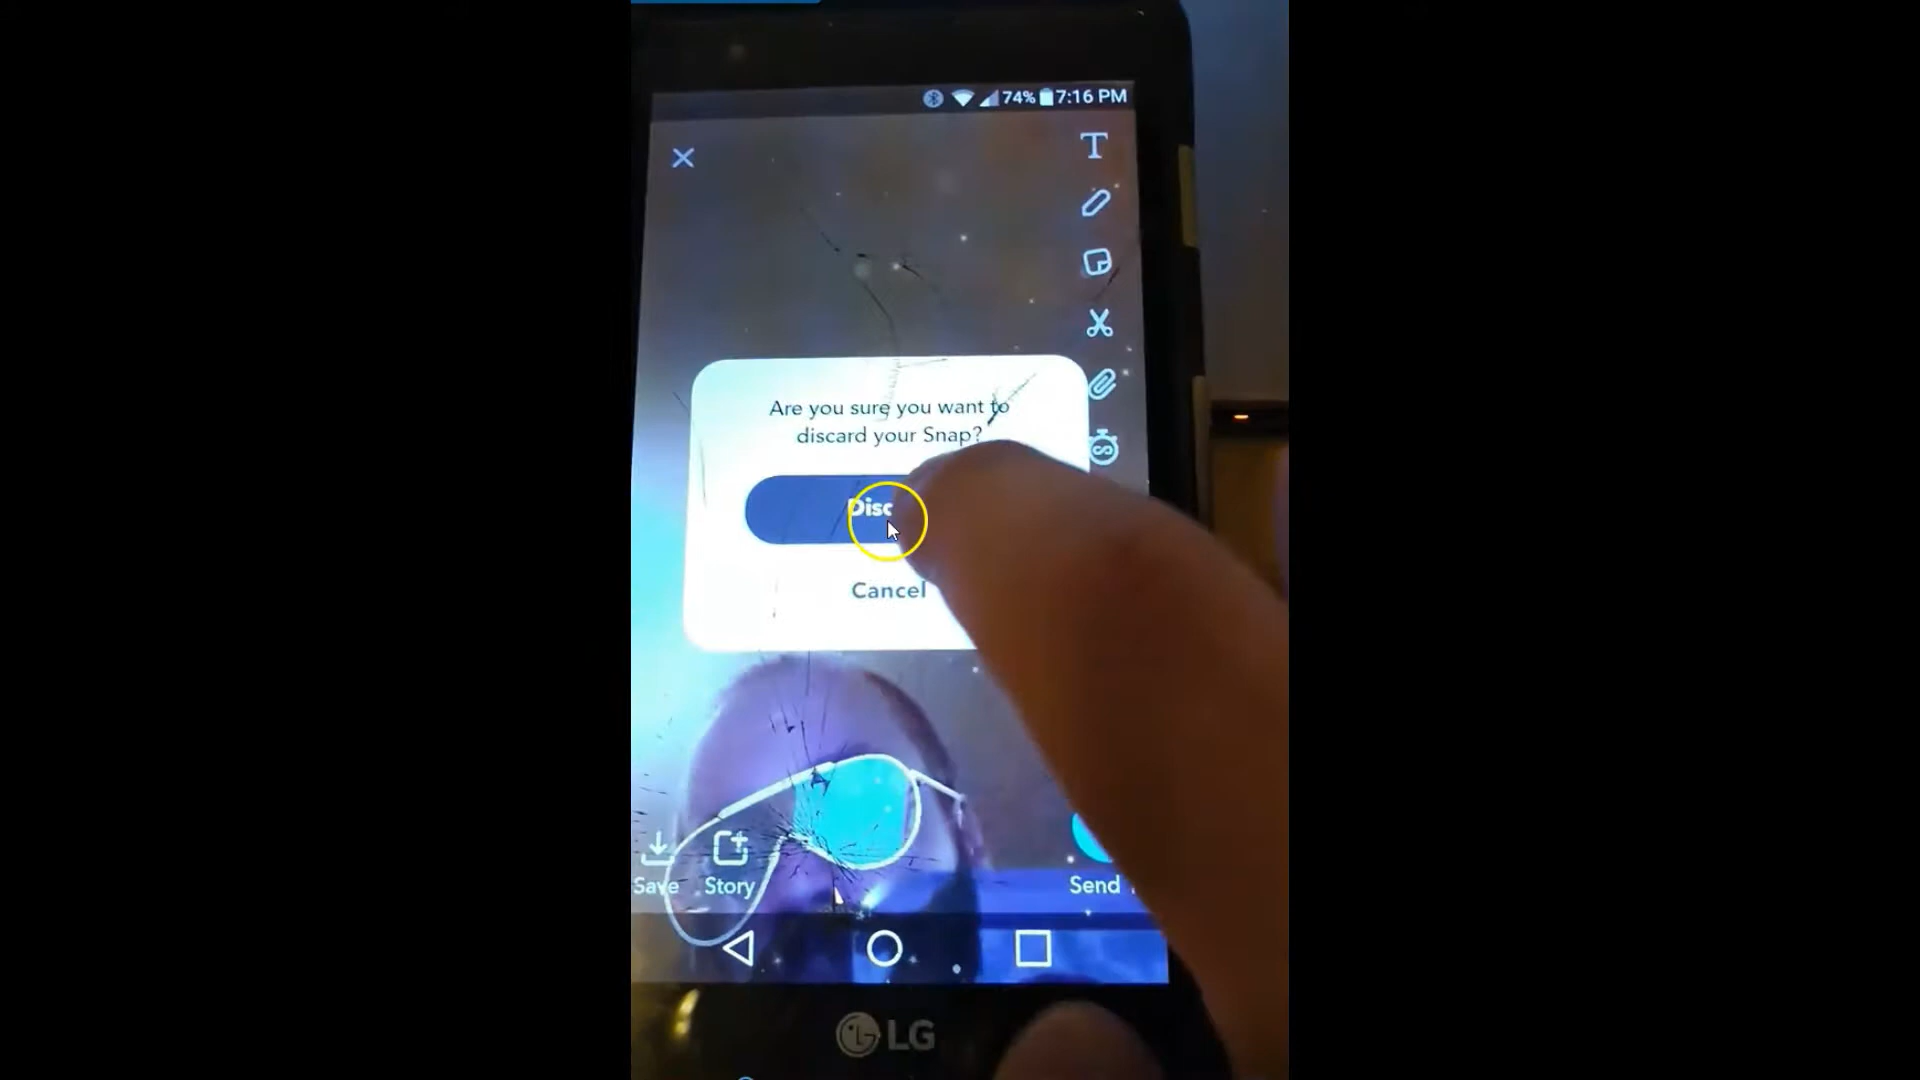 74% 7:16 PM
Are you sure you want to
discard your Snap?
Disc
Cancel
Save Story Send
LG